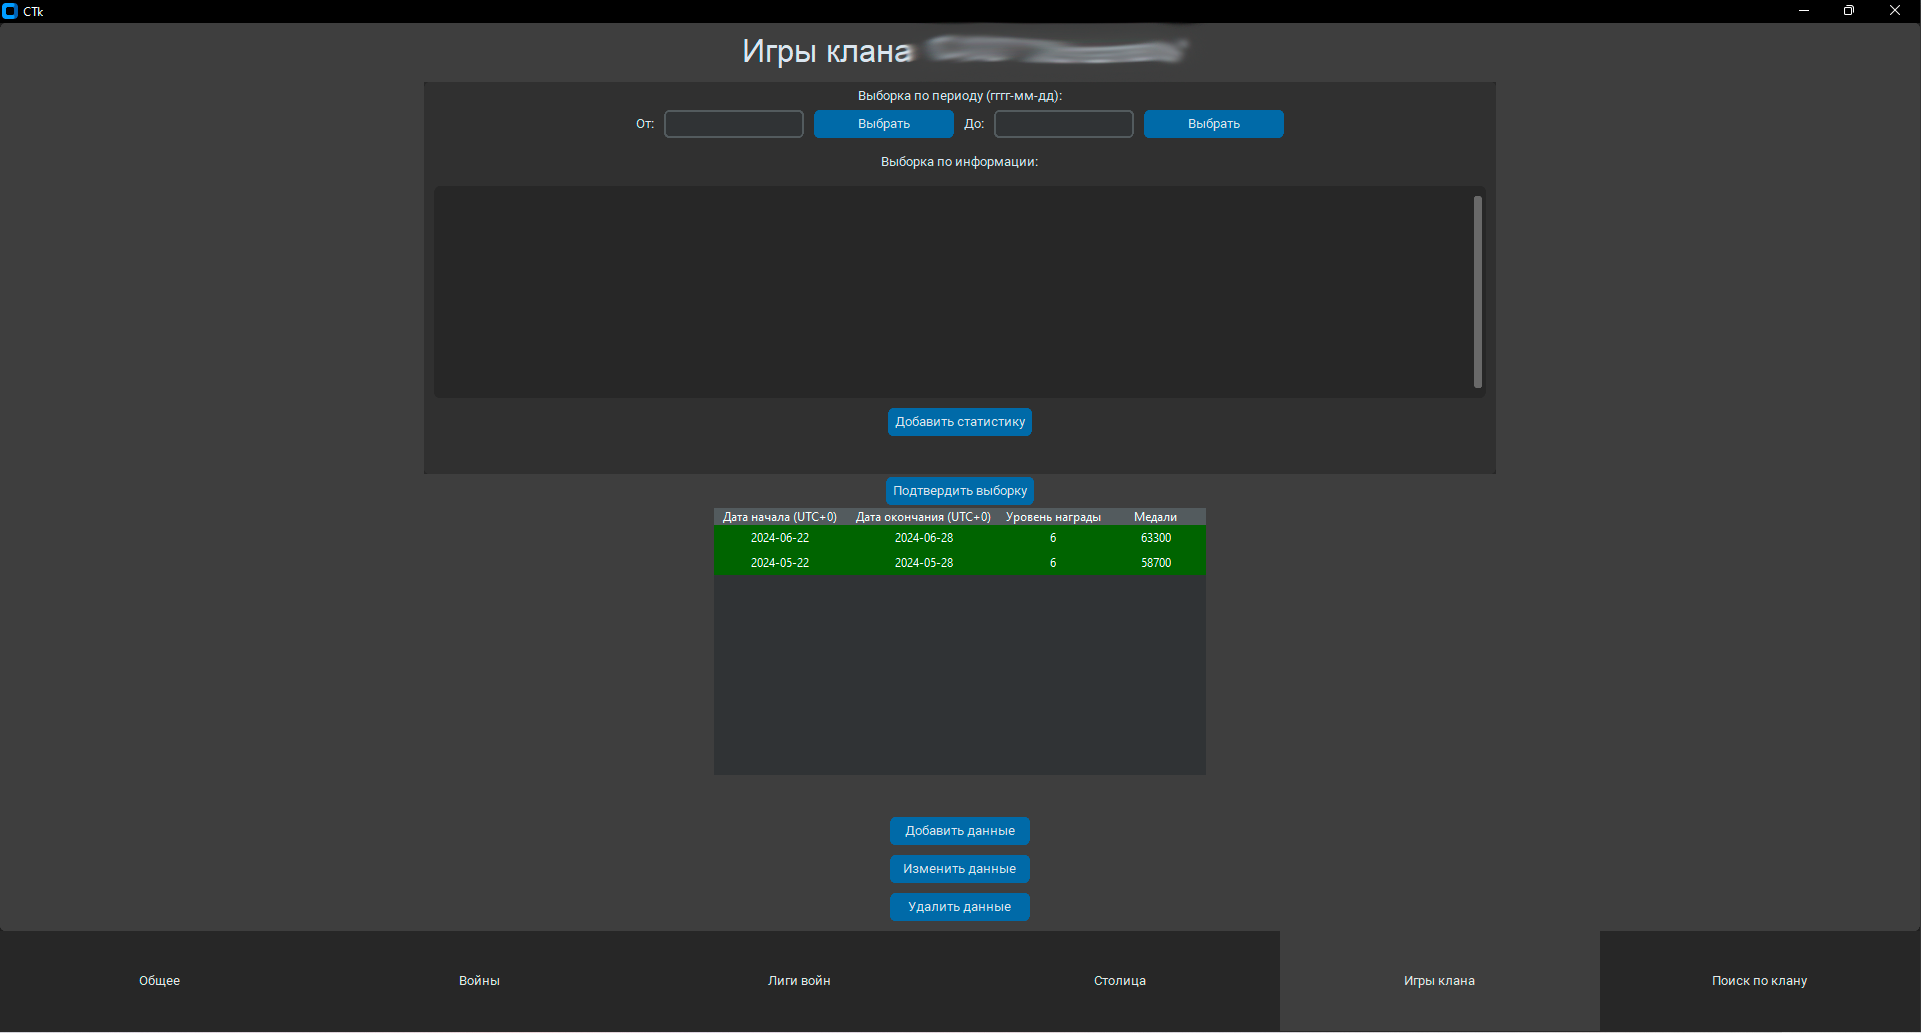 CTk
Игры клана
Выборка по периоду (гггг-мм-дд):
От: Выбрать До: Выбрать
Выборка по информации:
Добавить статистику
Подтвердить выборку
Дата начала (UTC+0) Дата окончания (UTC+0) Уровень награды Медали
2024-06-22 2024-06-28 6 63300
2024-05-22 2024-05-28 6 58700
Добавить данные
Изменить данные
Удалить данные
Общее Войны Лиги войн Столица Игры клана Поиск по клану